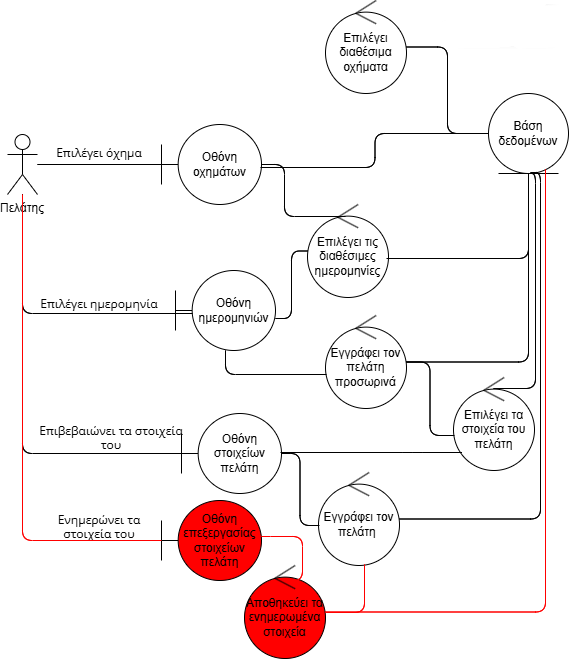 Επιλέγει
διαθέσιμα
οχήματα
Βάση
δεδομένων
Επιλέγει όχημα
Οθόνη
οχημάτων
Πελάτης
Επιλέγει τις
διαθέσιμες
ημερομηνίες
Επιλέγει ημερομηνία
Οθόνη
ημερομηνιών
Εγγράφει τον
πελάτη
προσωρινά
Επιλέγει τα
στοιχεία του
πελάτη
Επιβεβαιώνει τα στοιχεία
του
Οθόνη
στοιχείων
πελάτη
Εγγράφει τον
πελάτη
Ενημερώνει τα
στοιχεία του
Οθόνη
επεξεργασίας
στοιχείων
πελάτη
Αποθηκεύει τα
ενημερωμένα
στοιχεία